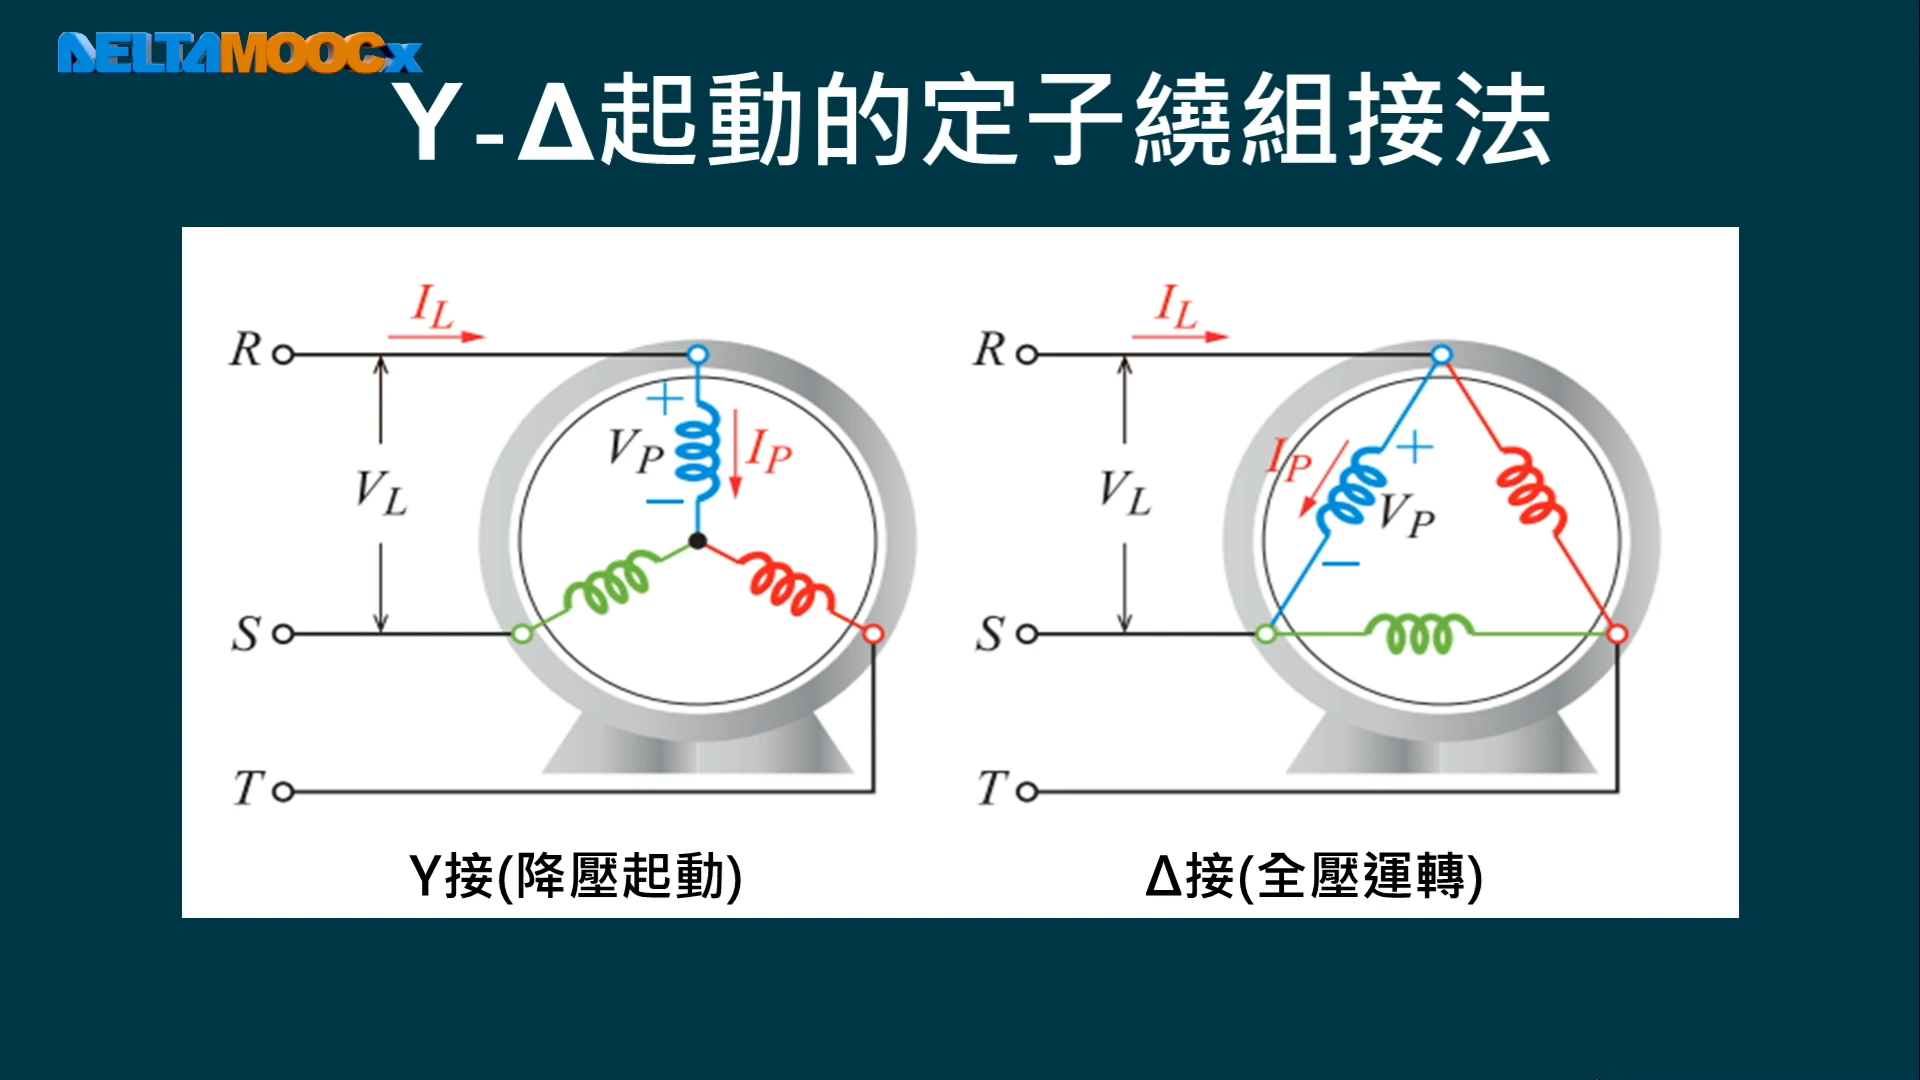 DELTAMOOCx
Y-Δ起動的定子繞組接法
I_L
R
+
V_P
I_P
−
V_L
S
T
Y接(降壓起動)
I_L
R
I_P
+
V_P
−
V_L
S
T
Δ接(全壓運轉)